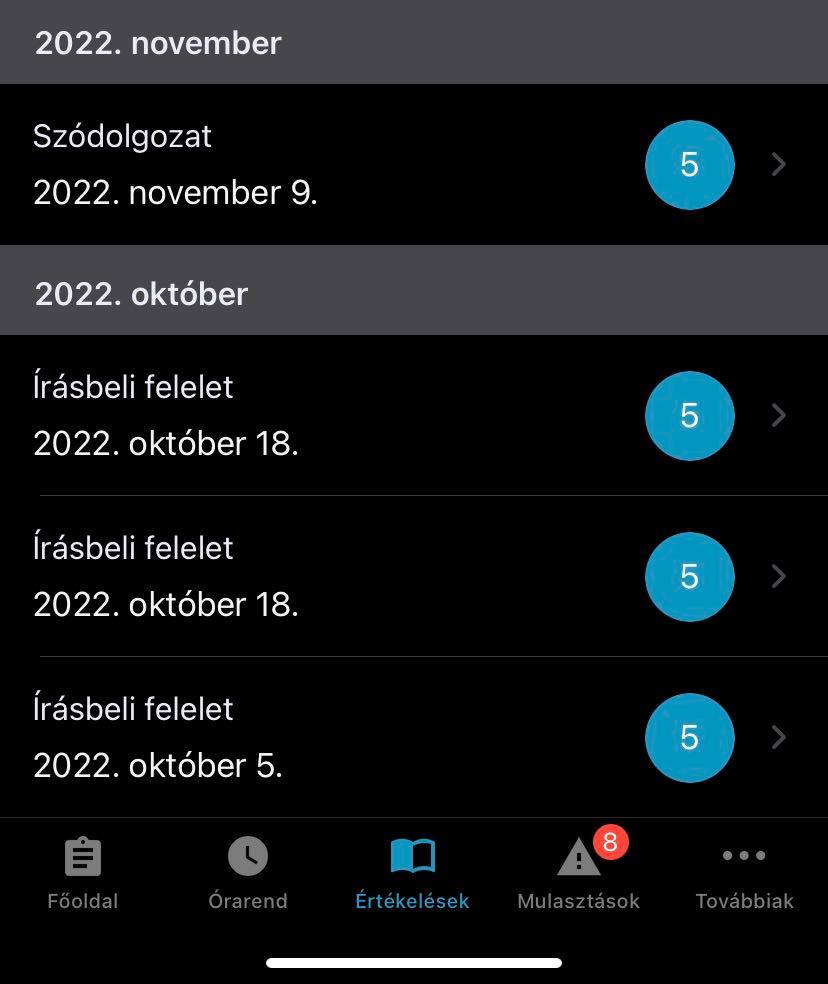 2022. november
Szódolgozat
5
2022. november 9.
2022. október
Írásbeli felelet
5
2022. október 18.
Írásbeli felelet
5
2022. október 18.
Írásbeli felelet
5
2022. október 5.
8
Főoldal Órarend Értékelések Mulasztások Továbbiak